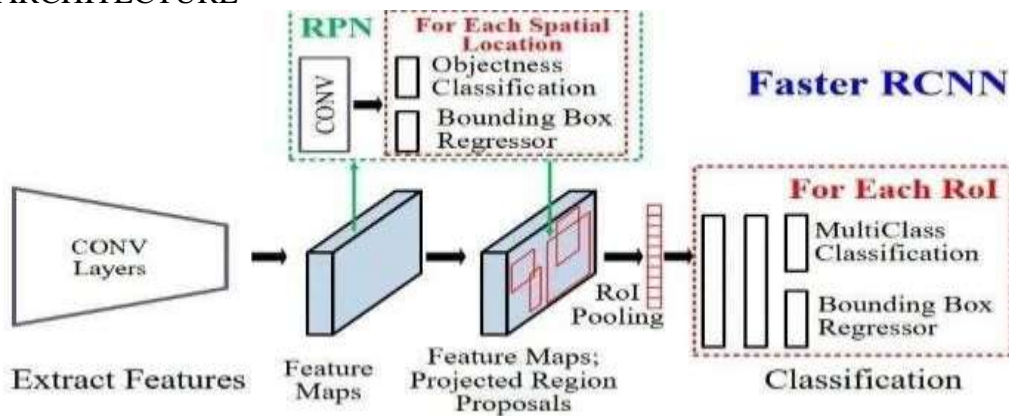 ARCHITECTURE
RPN
For Each Spatial
Location
CONV
Objectness
Classification
Bounding Box
Regressor
Faster RCNN
CONV
Layers
For Each RoI
MultiClass
Classification
Bounding Box
Regressor
RoI
Pooling
Extract Features
Feature
Maps
Feature Maps;
Projected Region
Proposals
Classification